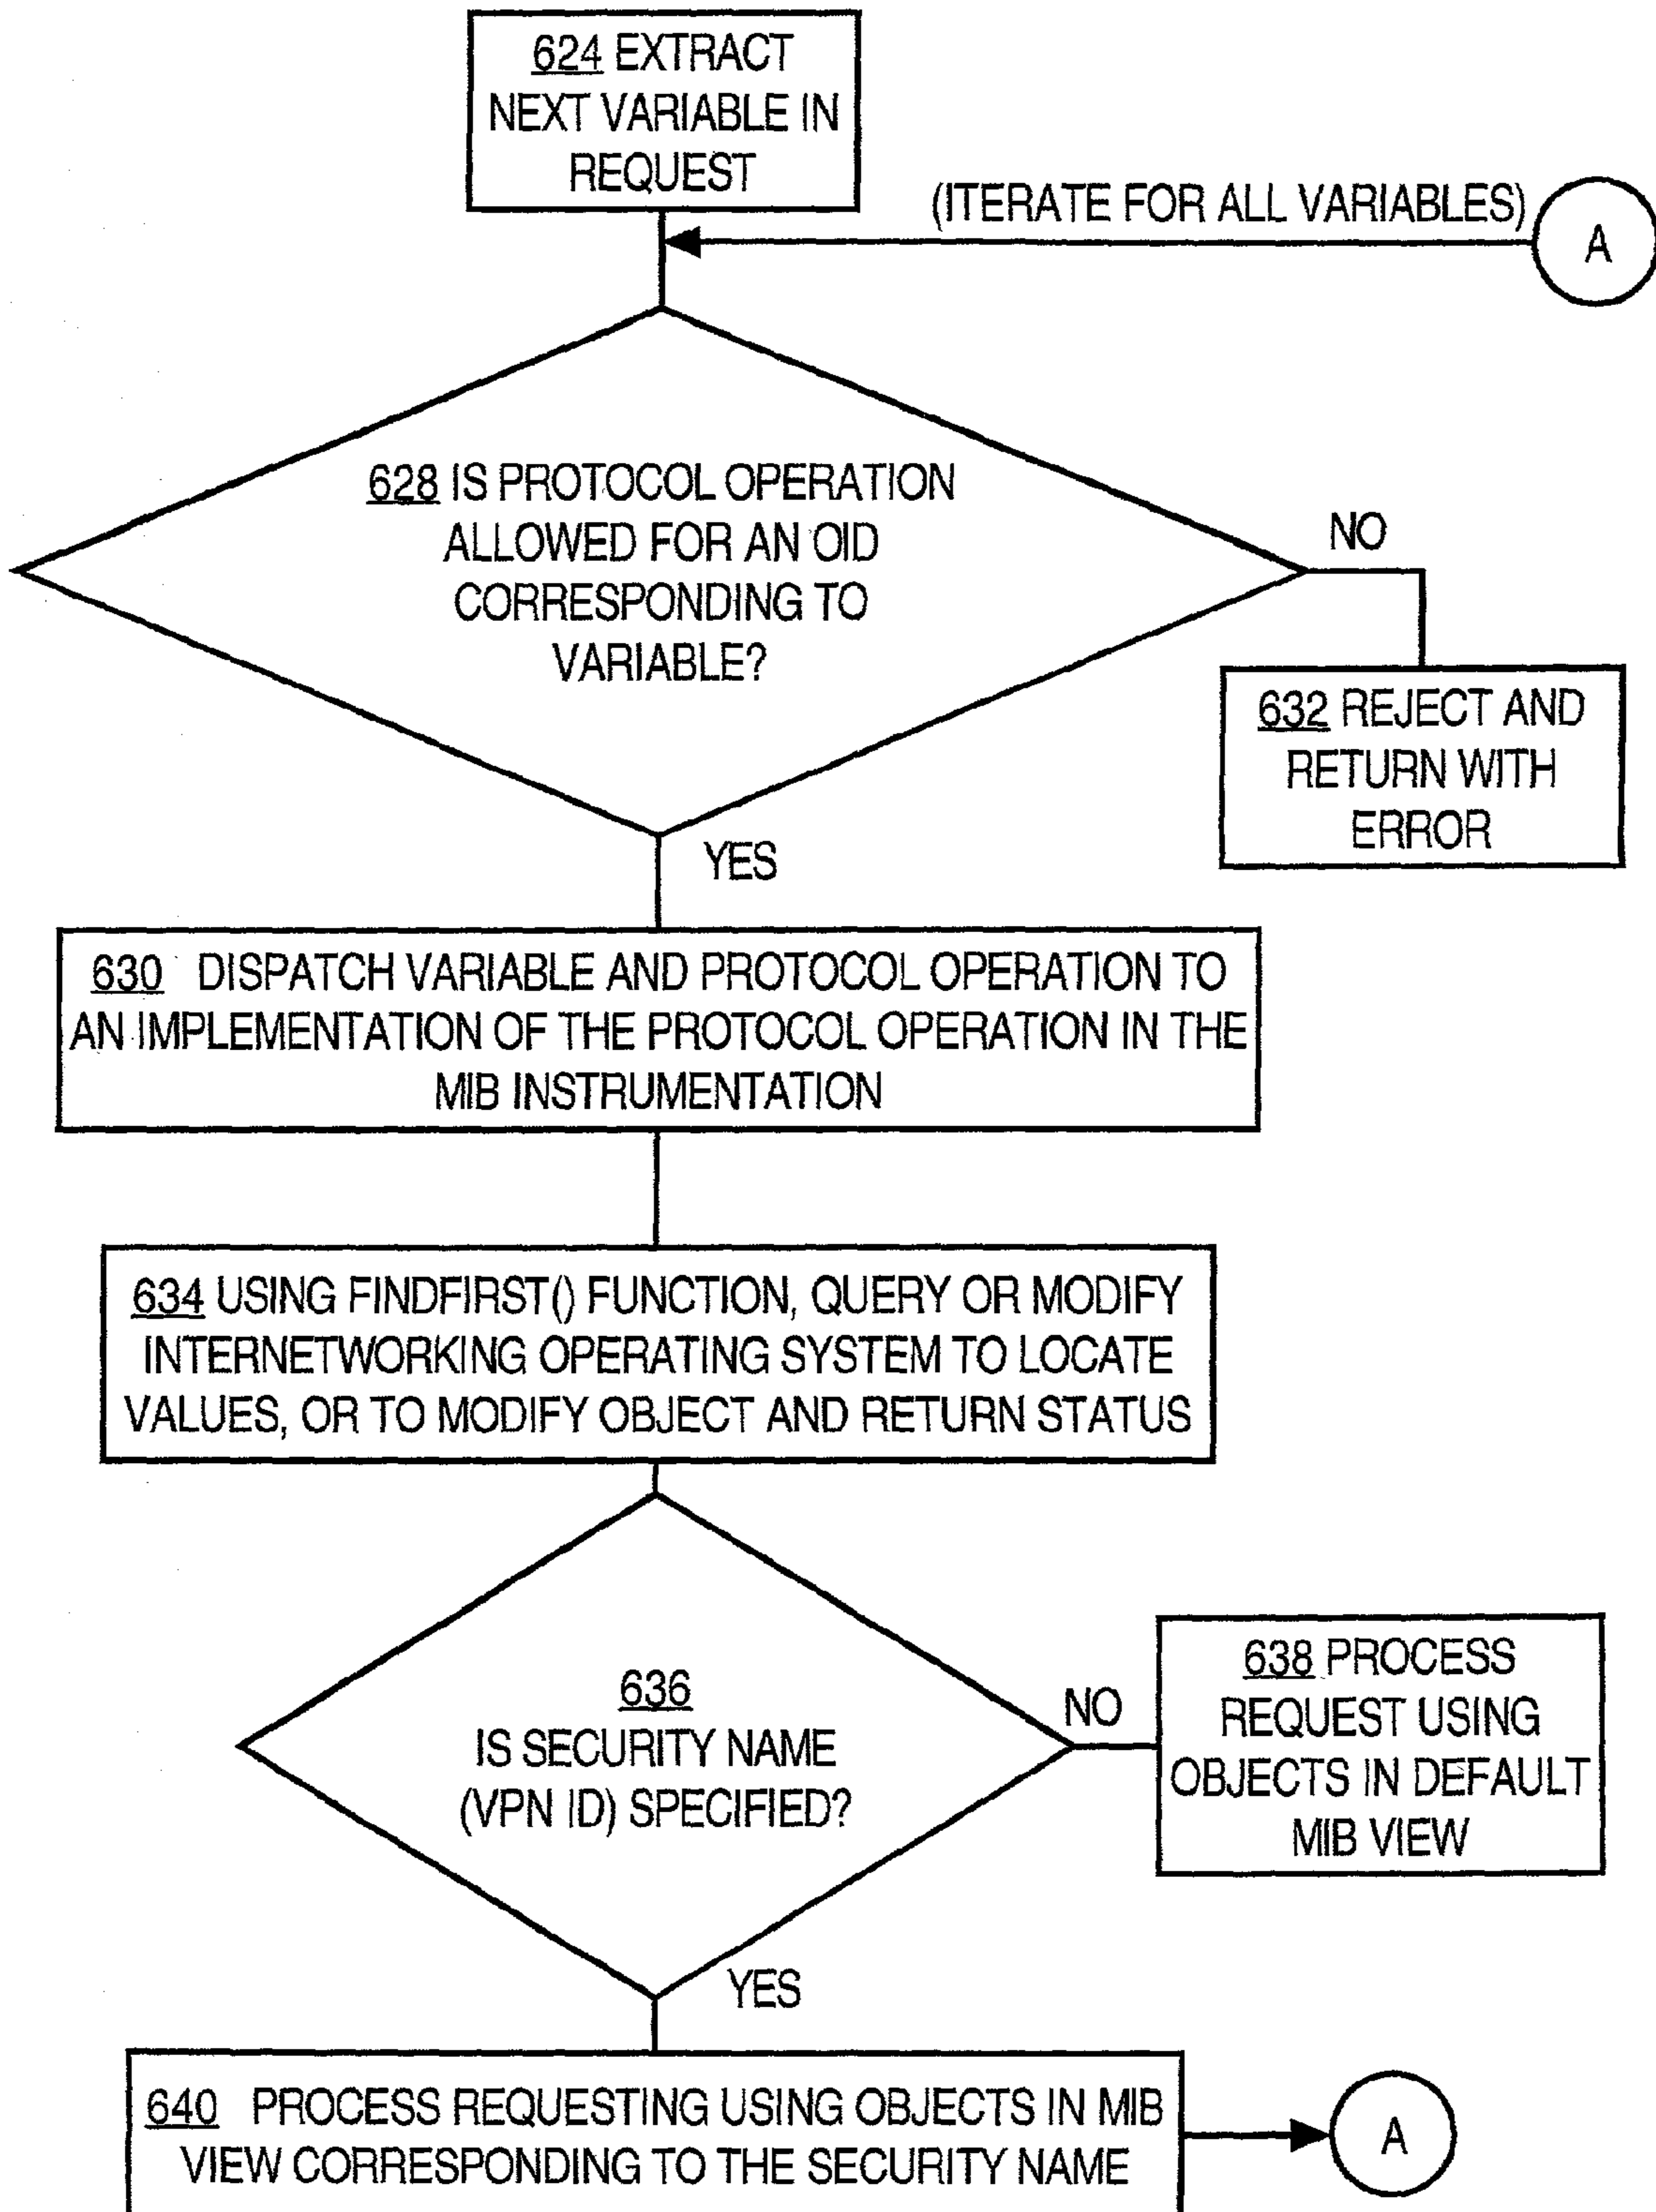 624 EXTRACT
NEXT VARIABLE IN
REQUEST
(ITERATE FOR ALL VARIABLES)
A
628 IS PROTOCOL OPERATION
ALLOWED FOR AN OID
CORRESPONDING TO
VARIABLE?
NO
632 REJECT AND
RETURN WITH
ERROR
YES
630 DISPATCH VARIABLE AND PROTOCOL OPERATION TO
AN IMPLEMENTATION OF THE PROTOCOL OPERATION IN THE
MIB INSTRUMENTATION
634 USING FINDFIRST() FUNCTION, QUERY OR MODIFY
INTERNETWORKING OPERATING SYSTEM TO LOCATE
VALUES, OR TO MODIFY OBJECT AND RETURN STATUS
636
IS SECURITY NAME
(VPN ID) SPECIFIED?
NO
638 PROCESS
REQUEST USING
OBJECTS IN DEFAULT
MIB VIEW
YES
640 PROCESS REQUESTING USING OBJECTS IN MIB
VIEW CORRESPONDING TO THE SECURITY NAME
A